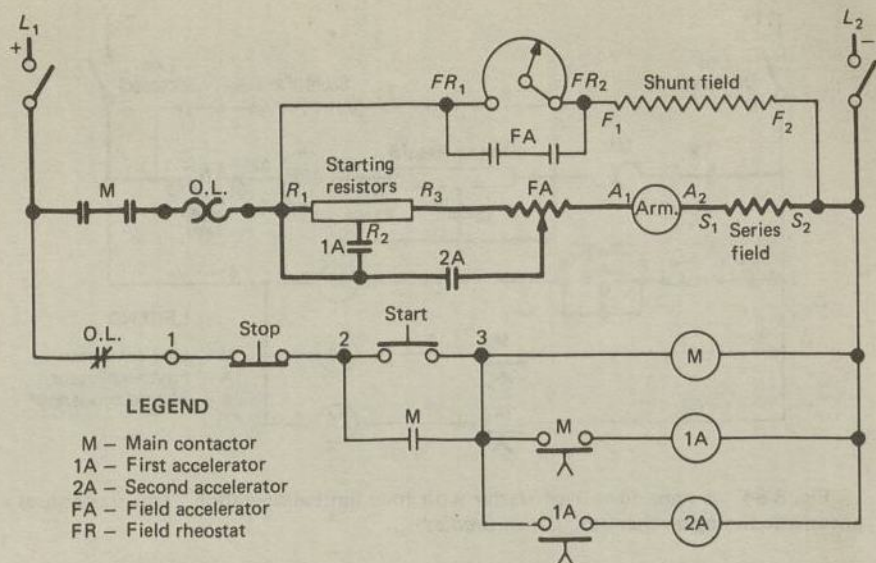 L1
+
L2
−
FR1
FR2
Shunt field
F1
F2
FA
M
O.L.
R1
Starting resistors
R3
FA
A1
Arm.
A2
S1
Series field
S2
1A
R2
2A
O.L.
1
Stop
2
Start
3
M
M
M
1A
1A
2A
LEGEND
M – Main contactor
1A – First accelerator
2A – Second accelerator
FA – Field accelerator
FR – Field rheostat